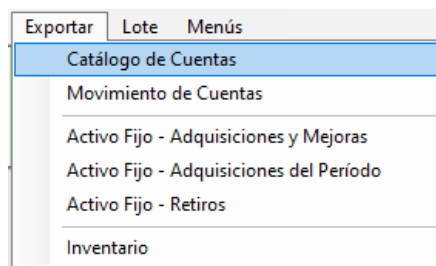 Exportar Lote Menús
Catálogo de Cuentas
Movimiento de Cuentas
Activo Fijo - Adquisiciones y Mejoras
Activo Fijo - Adquisiciones del Período
Activo Fijo - Retiros
Inventario